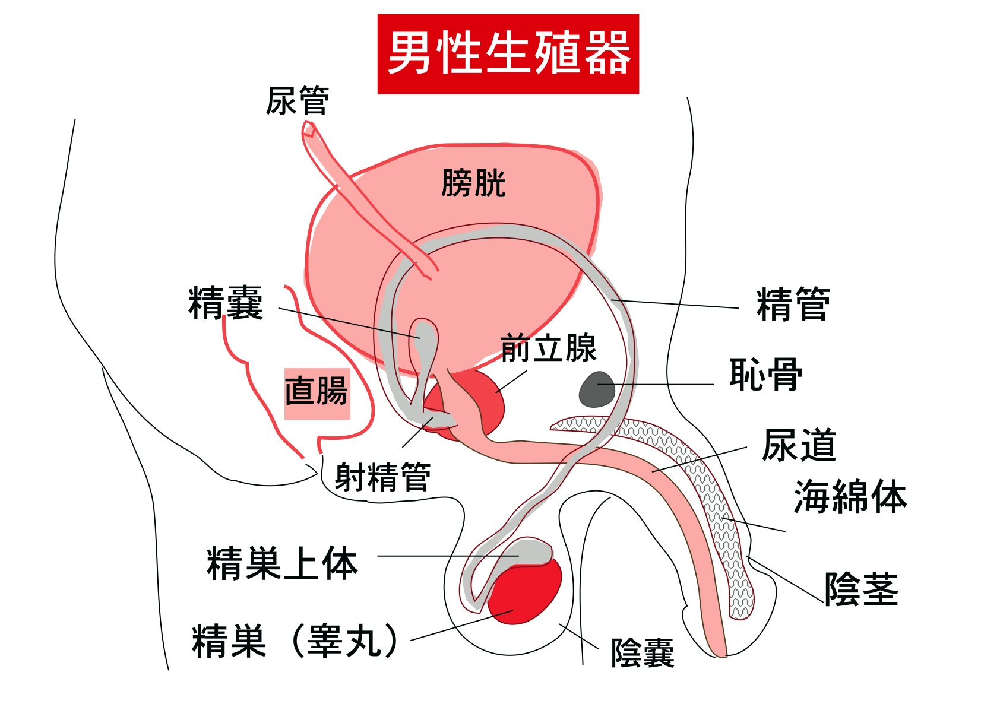 男性生殖器
尿管
膀胱
精嚢
精管
前立腺
恥骨
直腸
尿道
射精管
海綿体
精巣上体
陰茎
精巣（睾丸）
陰嚢